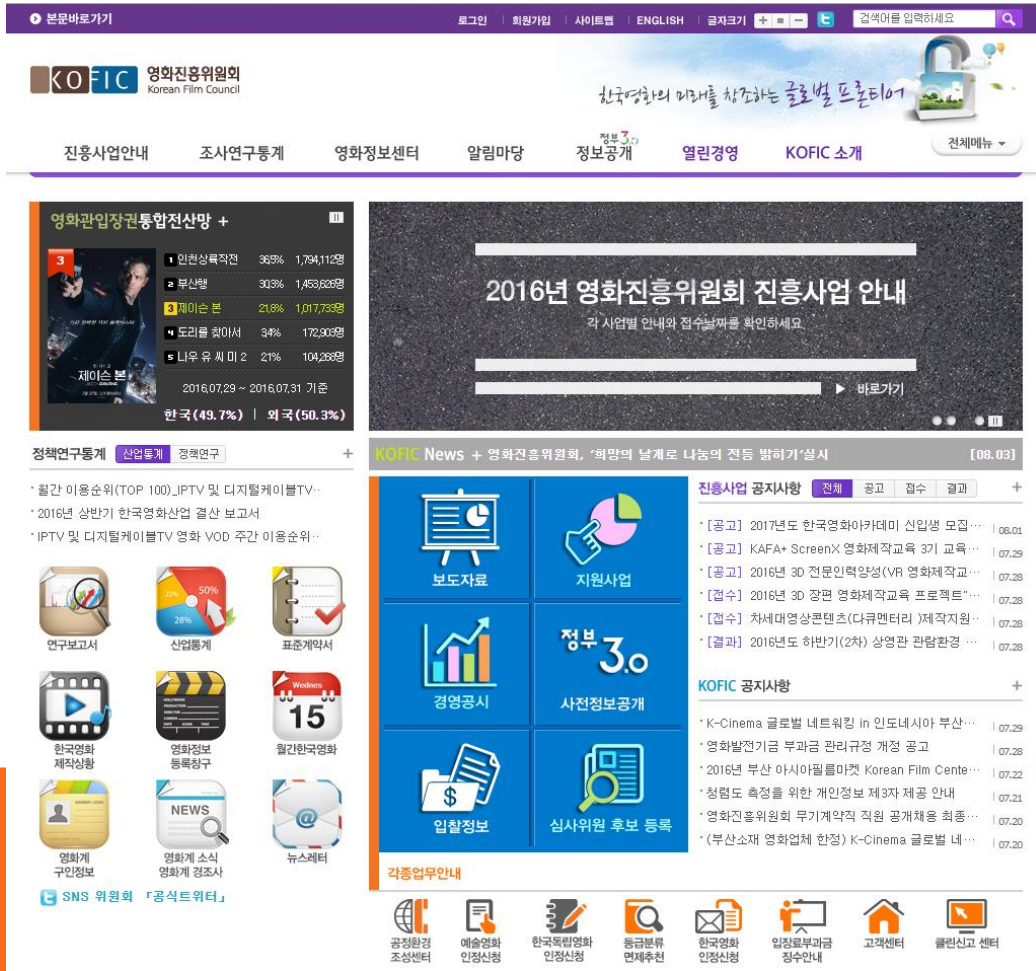 본문바로가기
로그인 회원가입 사이트맵 ENGLISH 글자크기 + = − 검색어를 입력하세요
KOFIC 영화진흥위원회
Korean Film Council
한국영화의 미래를 창조하는 글로벌 프론티어
진흥사업안내 조사연구통계 영화정보센터 알림마당 정부3.0 정보공개 열린경영 KOFIC 소개 전체메뉴
영화관입장권통합전산망 +
3
제이슨 본
1 인천상륙작전 36.5% 1,794,112명
2 부산행 30.3% 1,453,626명
3 제이슨 본 21.6% 1,017,733명
4 도리를 찾아서 3.4% 172,903명
5 나우 유 씨 미 2 2.1% 104,268명
2016.07.29 ~ 2016.07.31 기준
한국(49.7%) | 외국(50.3%)
2016년 영화진흥위원회 진흥사업 안내
각 사업별 안내와 접수날짜를 확인하세요
▶ 바로가기
정책연구통계 산업통계 정책연구 +
월간 이용순위(TOP 100)_IPTV 및 디지털케이블TV··
2016년 상반기 한국영화산업 결산 보고서
IPTV 및 디지털케이블TV 영화 VOD 주간 이용순위··
연구보고서
50%
22%
28%
산업통계
표준계약서
한국영화
제작상황
영화정보
등록창구
Wednes
15
월간한국영화
영화계
구인정보
NEWS
영화계 소식
영화계 경조사
@
뉴스레터
SNS 위원회 「공식트위터」
KOFIC News + 영화진흥위원회, '희망의 날개로 나눔의 전등 밝히기'실시 [08.03]
보도자료
지원사업
경영공시
정부3.0
사전정보공개
$
입찰정보
심사위원 후보 등록
진흥사업 공지사항 전체 공고 접수 결과 +
[공고] 2017년도 한국영화아카데미 신입생 모집··· 08.01
[공고] KAFA+ ScreenX 영화제작교육 3기 교육··· 07.29
[공고] 2016년 3D 전문인력양성(VR 영화제작교··· 07.28
[접수] 2016년 3D 장편 영화제작교육 프로젝트"··· 07.28
[접수] 차세대영상콘텐츠(다큐멘터리 )제작지원·· 07.28
[결과] 2016년도 하반기(2차) 상영관 관람환경 ··· 07.28
KOFIC 공지사항 +
K-Cinema 글로벌 네트워킹 in 인도네시아 부산··· 07.29
영화발전기금 부과금 관리규정 개정 공고 07.28
2016년 부산 아시아필름마켓 Korean Film Cente··· 07.22
청렴도 측정을 위한 개인정보 제3자 제공 안내 07.21
영화진흥위원회 무기계약직 직원 공개채용 최종··· 07.20
(부산소재 영화업체 한정) K-Cinema 글로벌 네··· 07.20
각종업무안내
공정환경
조성센터
예술영화
인정신청
한국독립영화
인정신청
등급분류
면제추천
한국영화
인정신청
입장료부과금
징수안내
고객센터
클린신고 센터